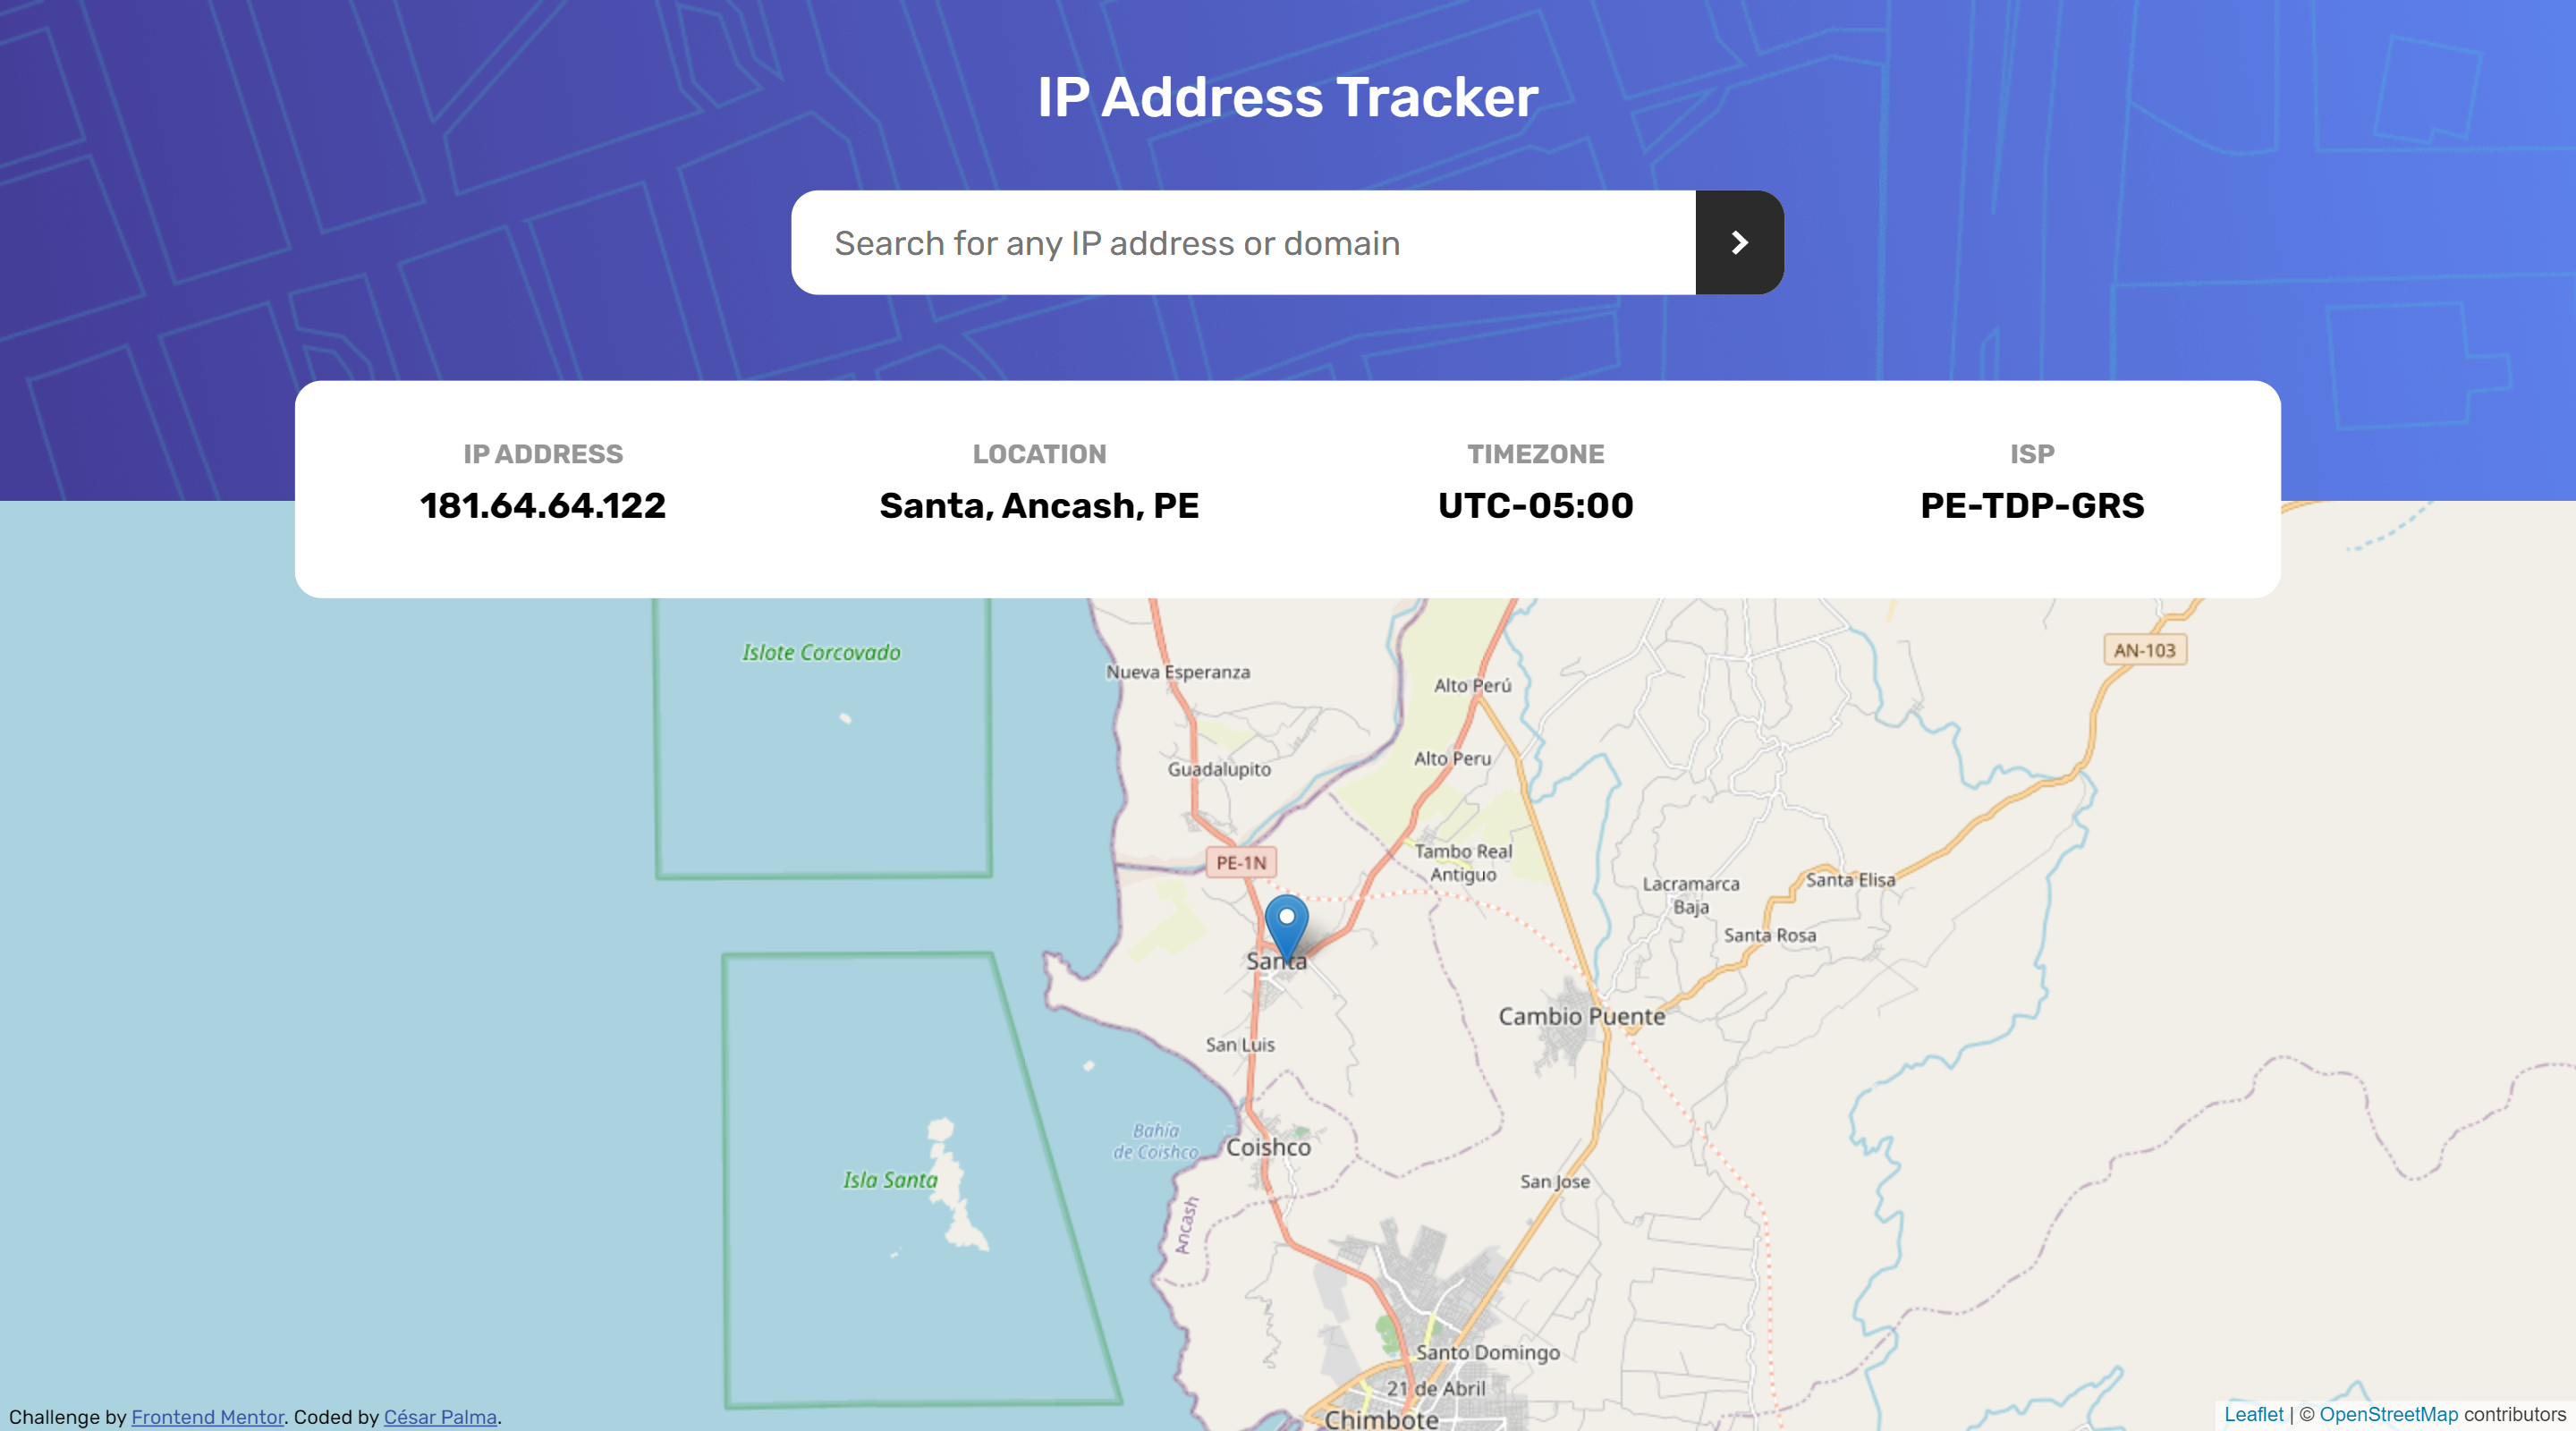 IP Address Tracker
Search for any IP address or domain
IP ADDRESS
181.64.64.122
LOCATION
Santa, Ancash, PE
TIMEZONE
UTC-05:00
ISP
PE-TDP-GRS
Islote Corcovado
Nueva Esperanza
Alto Perú
AN-103
Alto Peru
Guadalupito
PE-1N
Tambo Real
Antiguo
Lacramarca
Baja
Santa Elisa
Santa Rosa
Santa
Cambio Puente
San Luis
Bahía
de Coishco
Coishco
Isla Santa
San Jose
Ancash
Santo Domingo
21 de Abril
Chimbote
Challenge by Frontend Mentor. Coded by César Palma.
Leaflet | © OpenStreetMap contributors